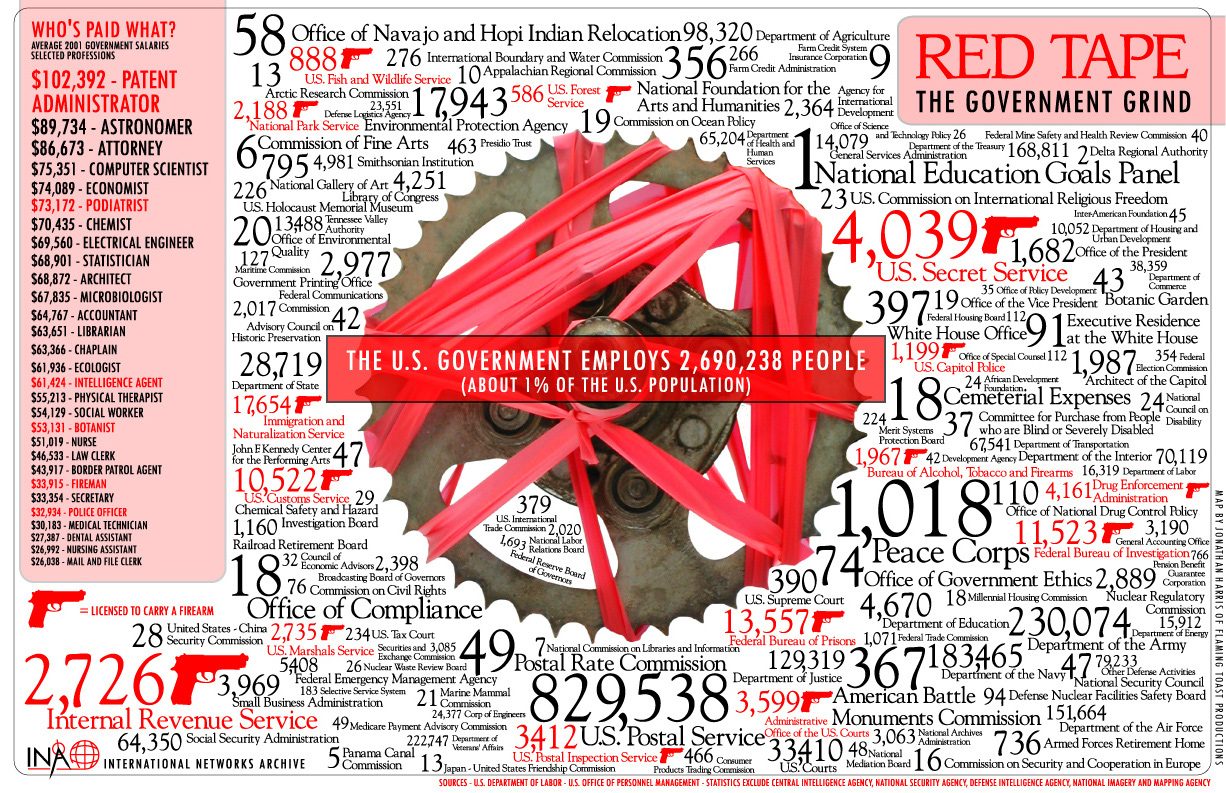 WHO'S PAID WHAT?
AVERAGE 2001 GOVERNMENT SALARIES
SELECTED PROFESSIONS
$102,392 - PATENT
ADMINISTRATOR
$89,734 - ASTRONOMER
$86,673 - ATTORNEY
$75,351 - COMPUTER SCIENTIST
$74,089 - ECONOMIST
$73,172 - PODIATRIST
$70,435 - CHEMIST
$69,560 - ELECTRICAL ENGINEER
$68,901 - STATISTICIAN
$68,872 - ARCHITECT
$67,835 - MICROBIOLOGIST
$64,767 - ACCOUNTANT
$63,651 - LIBRARIAN
$63,366 - CHAPLAIN
$61,936 - ECOLOGIST
$61,424 - INTELLIGENCE AGENT
$55,213 - PHYSICAL THERAPIST
$54,129 - SOCIAL WORKER
$53,131 - BOTANIST
$51,019 - NURSE
$46,533 - LAW CLERK
$43,917 - BORDER PATROL AGENT
$33,915 - FIREMAN
$33,354 - SECRETARY
$32,934 - POLICE OFFICER
$30,183 - MEDICAL TECHNICIAN
$27,387 - DENTAL ASSISTANT
$26,992 - NURSING ASSISTANT
$26,038 - MAIL AND FILE CLERK
= LICENSED TO CARRY A FIREARM
RED TAPE
THE GOVERNMENT GRIND
58 Office of Navajo and Hopi Indian Relocation
98,320 Department of Agriculture
888 U.S. Fish and Wildlife Service
276 International Boundary and Water Commission
356
266 Farm Credit Administration
Farm Credit System
Insurance Corporation 9
13 Arctic Research Commission
10 Appalachian Regional Commission
2,188 National Park Service
23,551 Defense Logistics Agency
17,943 Environmental Protection Agency
586 U.S. Forest
Service
National Foundation for the
Arts and Humanities
2,364 Agency for
International
Development
19 Commission on Ocean Policy
6 Commission of Fine Arts
463 Presidio Trust
65,204 Department
of Health and
Human
Services
1 National Education Goals Panel
Office of Science
and Technology Policy 26
14,079 General Services Administration
Department of the Treasury 168,811
Federal Mine Safety and Health Review Commission 40
2 Delta Regional Authority
795
4,981 Smithsonian Institution
226 National Gallery of Art
4,251 Library of Congress
U.S. Holocaust Memorial Museum
23 U.S. Commission on International Religious Freedom
20
13488 Tennessee Valley
Authority
Office of Environmental
Quality
4,039 U.S. Secret Service
Inter-American Foundation 45
10,052 Department of Housing and
Urban Development
1,682 Office of the President
127 Maritime Commission
2,977 Government Printing Office
43 Botanic Garden
38,359 Department of
Commerce
35 Office of Policy Development
397
19 Office of the Vice President
Federal Communications
2,017 Commission
Advisory Council on 42
Historic Preservation
Federal Housing Board 112
White House Office
91 Executive Residence
at the White House
28,719 Department of State
THE U.S. GOVERNMENT EMPLOYS 2,690,238 PEOPLE
(ABOUT 1% OF THE U.S. POPULATION)
1,199 U.S. Capitol Police
Office of Special Counsel 112
1,987 Architect of the Capitol
354 Federal
Election Commission
24 African Development
Foundation
17,654 Immigration and
Naturalization Service
224 Merit Systems
Protection Board
18 Cemeterial Expenses
24 National
Council on
Disability
37 Committee for Purchase from People
who are Blind or Severely Disabled
John F. Kennedy Center
for the Performing Arts 47
67,541 Department of Transportation
1,967 Bureau of Alcohol, Tobacco and Firearms
42 Development Agency
Department of the Interior 70,119
10,522 U.S. Customs Service
16,319 Department of Labor
29 Chemical Safety and Hazard
Investigation Board
1,018 Peace Corps
110 Office of National Drug Control Policy
4,161 Drug Enforcement
Administration
379 U.S. International
Trade Commission
2,020 National Labor
Relations Board
1,693 Federal Reserve Board
of Governors
1,160 Railroad Retirement Board
11,523 Federal Bureau of Investigation
3,190 General Accounting Office
766 Pension Benefit
Guarantee
Corporation
18 Office of Compliance
32 Council of
Economic Advisors
2,398 Broadcasting Board of Governors
76 Commission on Civil Rights
390 U.S. Supreme Court
74 Office of Government Ethics
2,889 Nuclear Regulatory
Commission
4,670 Department of Education
18 Millennial Housing Commission
15,912 Department of Energy
28 United States - China
Security Commission
2,735 U.S. Marshals Service
234 U.S. Tax Court
Securities and 3,085
Exchange Commission
49 Postal Rate Commission
7 National Commission on Libraries and Information
13,557 Federal Bureau of Prisons
1,071 Federal Trade Commission
230,074 Department of the Army
2,726 Internal Revenue Service
5408 Federal Emergency Management Agency
26 Nuclear Waste Review Board
129,319 Department of Justice
367 American Battle
Monuments Commission
183,465 Department of the Navy
47 National Security Council
79,233 Other Defense Activities
3,969 Small Business Administration
183 Selective Service System
21 Marine Mammal
Commission
829,538 U.S. Postal Service
3,599 Administrative
Office of the U.S. Courts
94 Defense Nuclear Facilities Safety Board
24,377 Corp of Engineers
49 Medicare Payment Advisory Commission
151,664 Department of the Air Force
64,350 Social Security Administration
222,747 Department of
Veterans' Affairs
3412 U.S. Postal Inspection Service
33410 U.S. Courts
3,063 National Archives
Administration
736 Armed Forces Retirement Home
5 Panama Canal
Commission
13 Japan - United States Friendship Commission
466 Consumer
Products Trading Commission
48 National
Mediation Board
16 Commission on Security and Cooperation in Europe
INA
INTERNATIONAL NETWORKS ARCHIVE
MAP BY JONATHAN HARRIS OF FLAMING TOAST PRODUCTIONS
SOURCES - U.S. DEPARTMENT OF LABOR - U.S. OFFICE OF PERSONNEL MANAGEMENT - STATISTICS EXCLUDE CENTRAL INTELLIGENCE AGENCY, NATIONAL SECURITY AGENCY, DEFENSE INTELLIGENCE AGENCY, NATIONAL IMAGERY AND MAPPING AGENCY